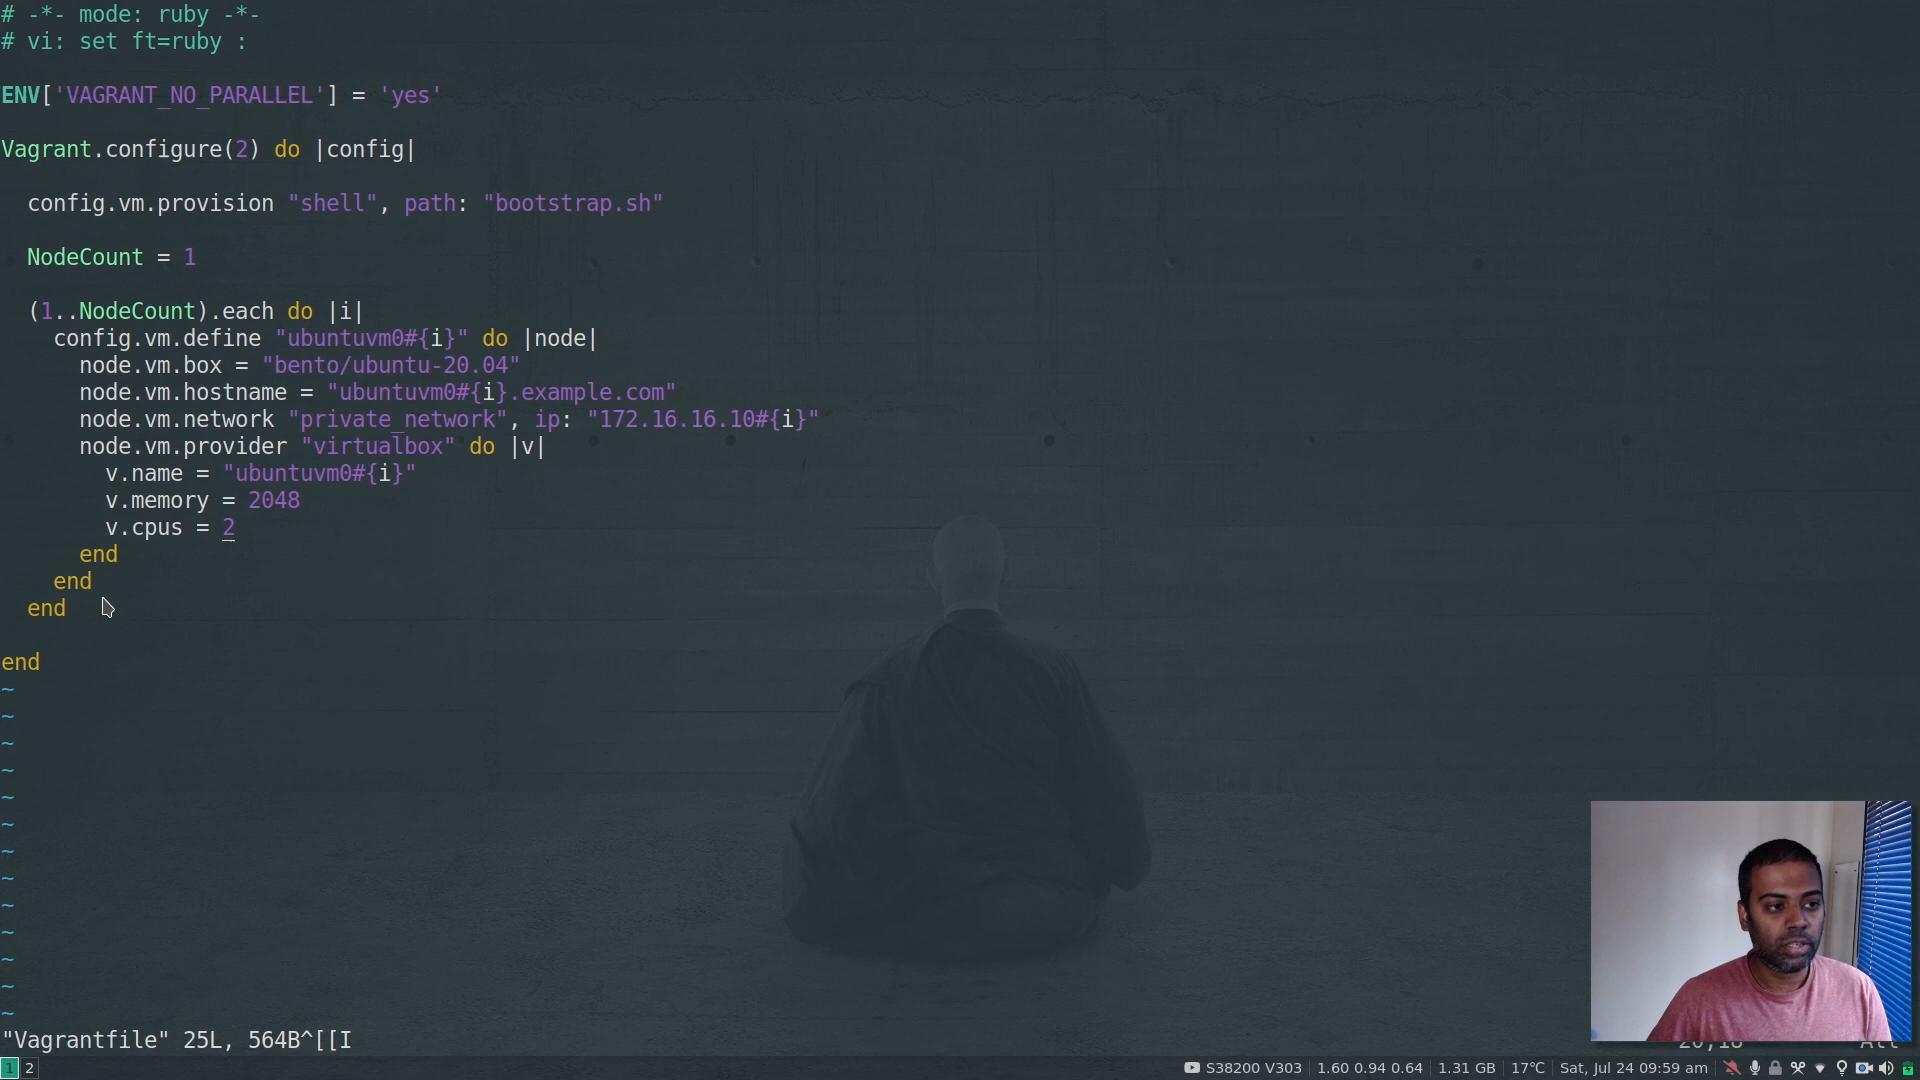 # -*- mode: ruby -*-
# vi: set ft=ruby :
ENV['VAGRANT_NO_PARALLEL'] = 'yes'
Vagrant.configure(2) do |config|
config.vm.provision "shell", path: "bootstrap.sh"
NodeCount = 1
(1..NodeCount).each do |i|
config.vm.define "ubuntuvm0#{i}" do |node|
node.vm.box = "bento/ubuntu-20.04"
node.vm.hostname = "ubuntuvm0#{i}.example.com"
node.vm.network "private_network", ip: "172.16.16.10#{i}"
node.vm.provider "virtualbox" do |v|
v.name = "ubuntuvm0#{i}"
v.memory = 2048
v.cpus = 2
end
end
end
end
~
~
~
~
~
~
~
~
~
~
~
~
~
"Vagrantfile" 25L, 564B^[[I
1 2 S38200 V303 1.60 0.94 0.64 1.31 GB 17℃ Sat, Jul 24 09:59 am